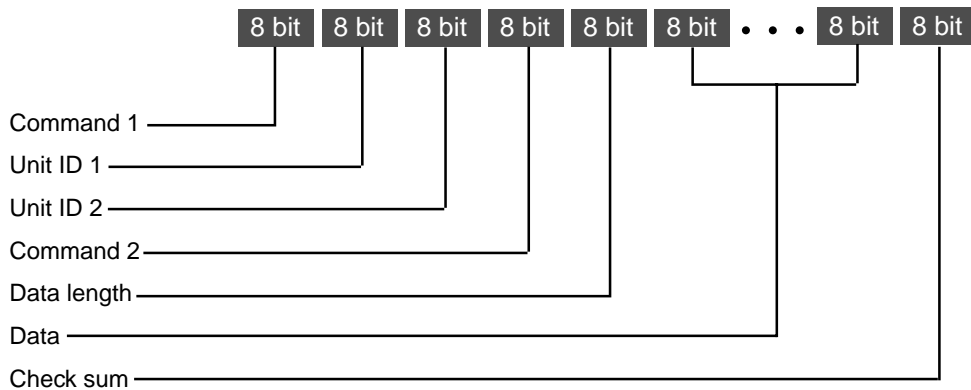 8 bit 8 bit 8 bit 8 bit 8 bit 8 bit • • • 8 bit 8 bit
Command 1
Unit ID 1
Unit ID 2
Command 2
Data length
Data
Check sum